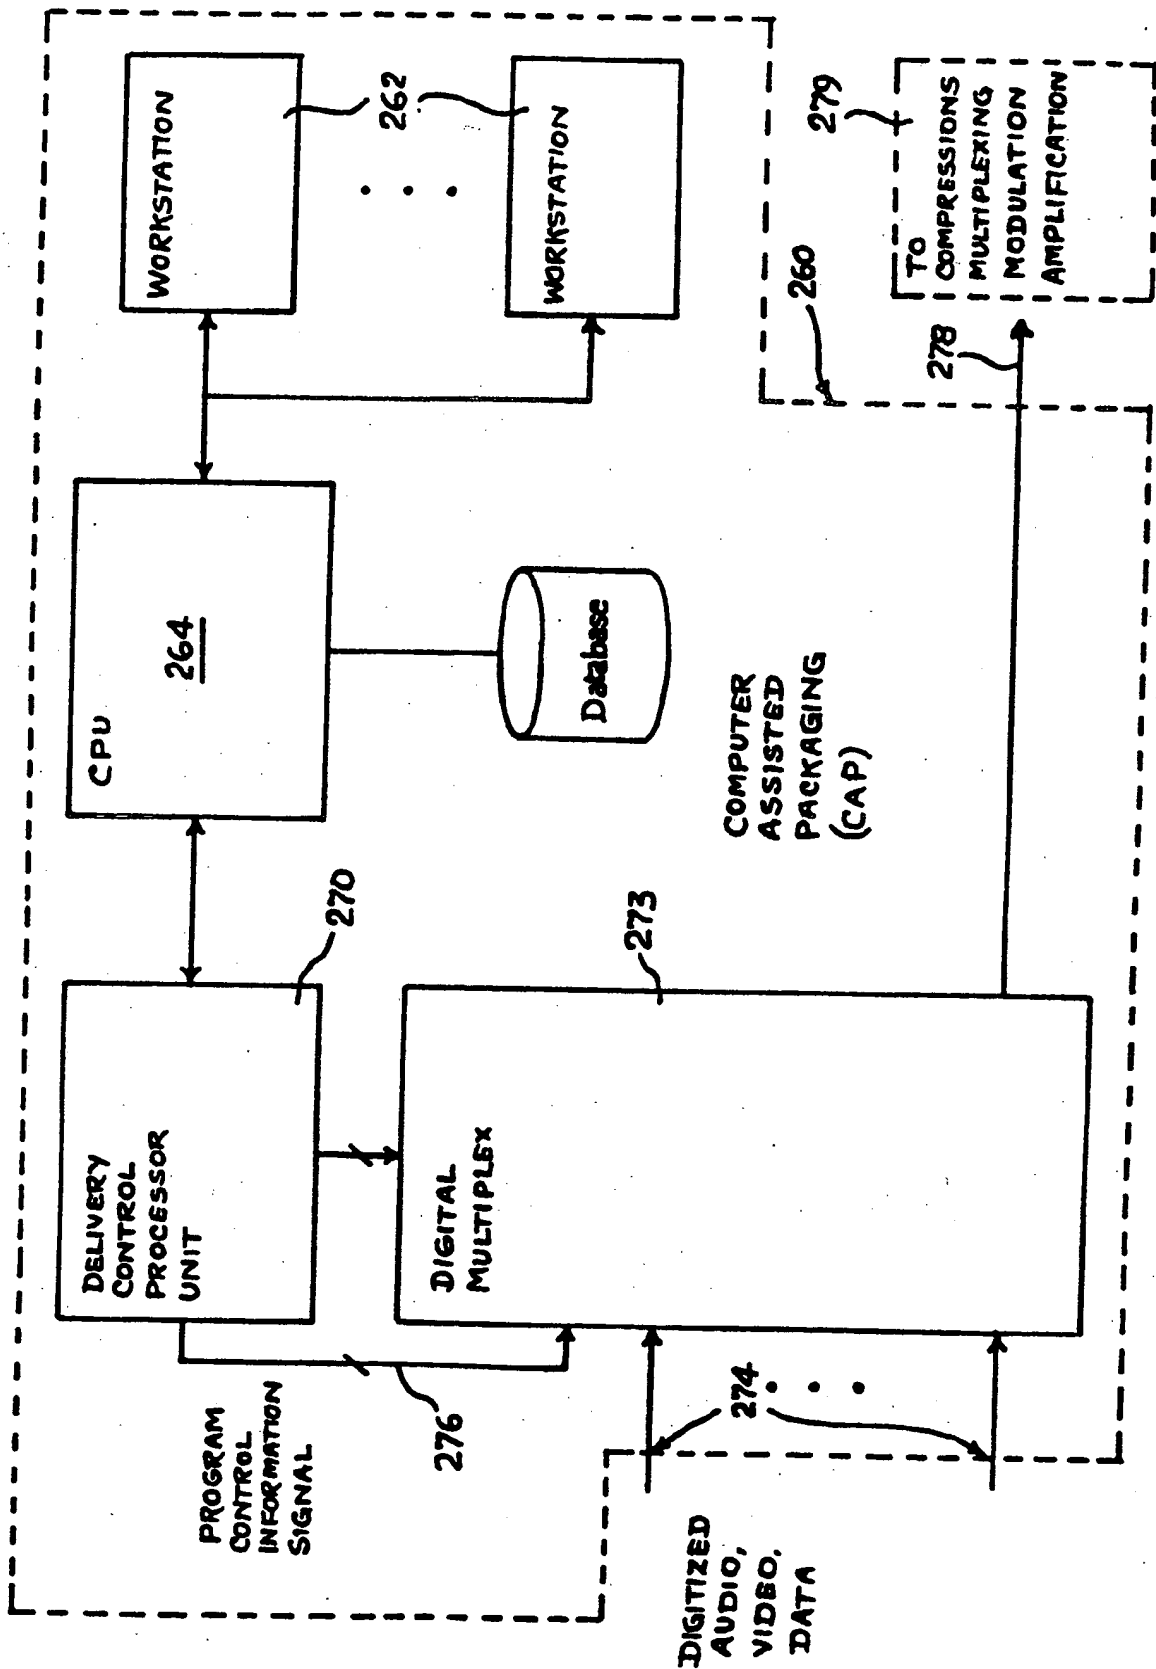 WORKSTATION
262
WORKSTATION
CPU
264
Database
DELIVERY
CONTROL
PROCESSOR
UNIT
270
DIGITAL
MULTIPLEX
273
PROGRAM
CONTROL
INFORMATION
SIGNAL
276
274
DIGITIZED
AUDIO,
VIDEO,
DATA
COMPUTER
ASSISTED
PACKAGING
(CAP)
260
278
279
TO
COMPRESSIONS
MULTIPLEXING
MODULATION
AMPLIFICATION